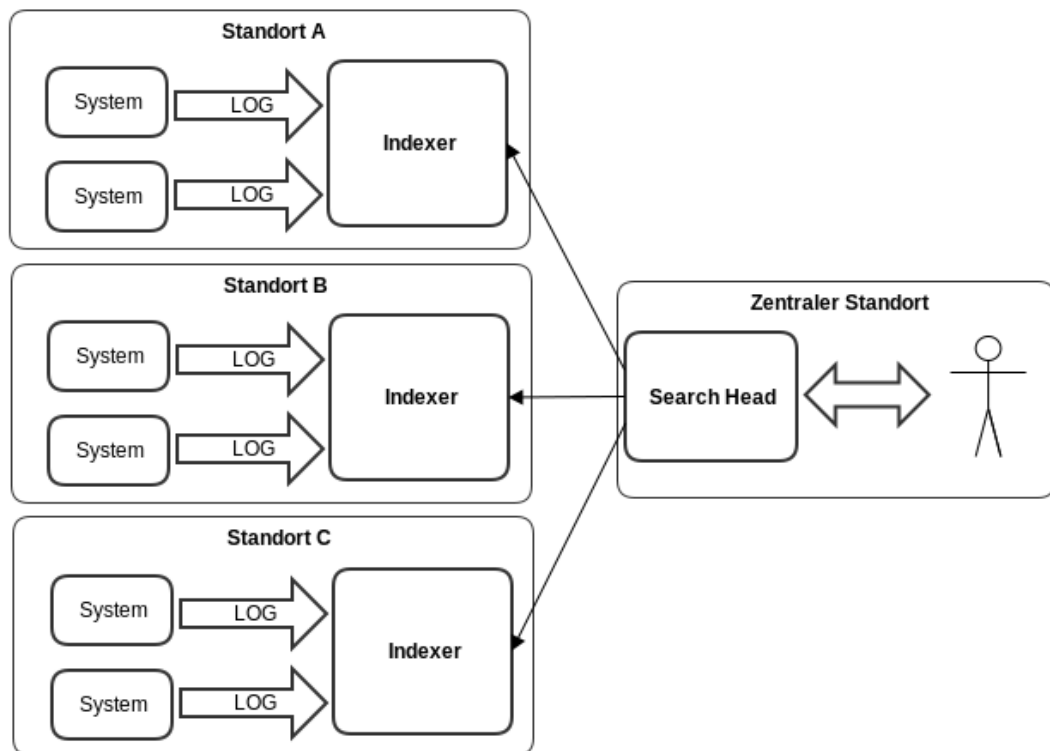 Standort A
System
LOG
Indexer
System
LOG
Standort B
System
LOG
Indexer
System
LOG
Standort C
System
LOG
Indexer
System
LOG
Zentraler Standort
Search Head